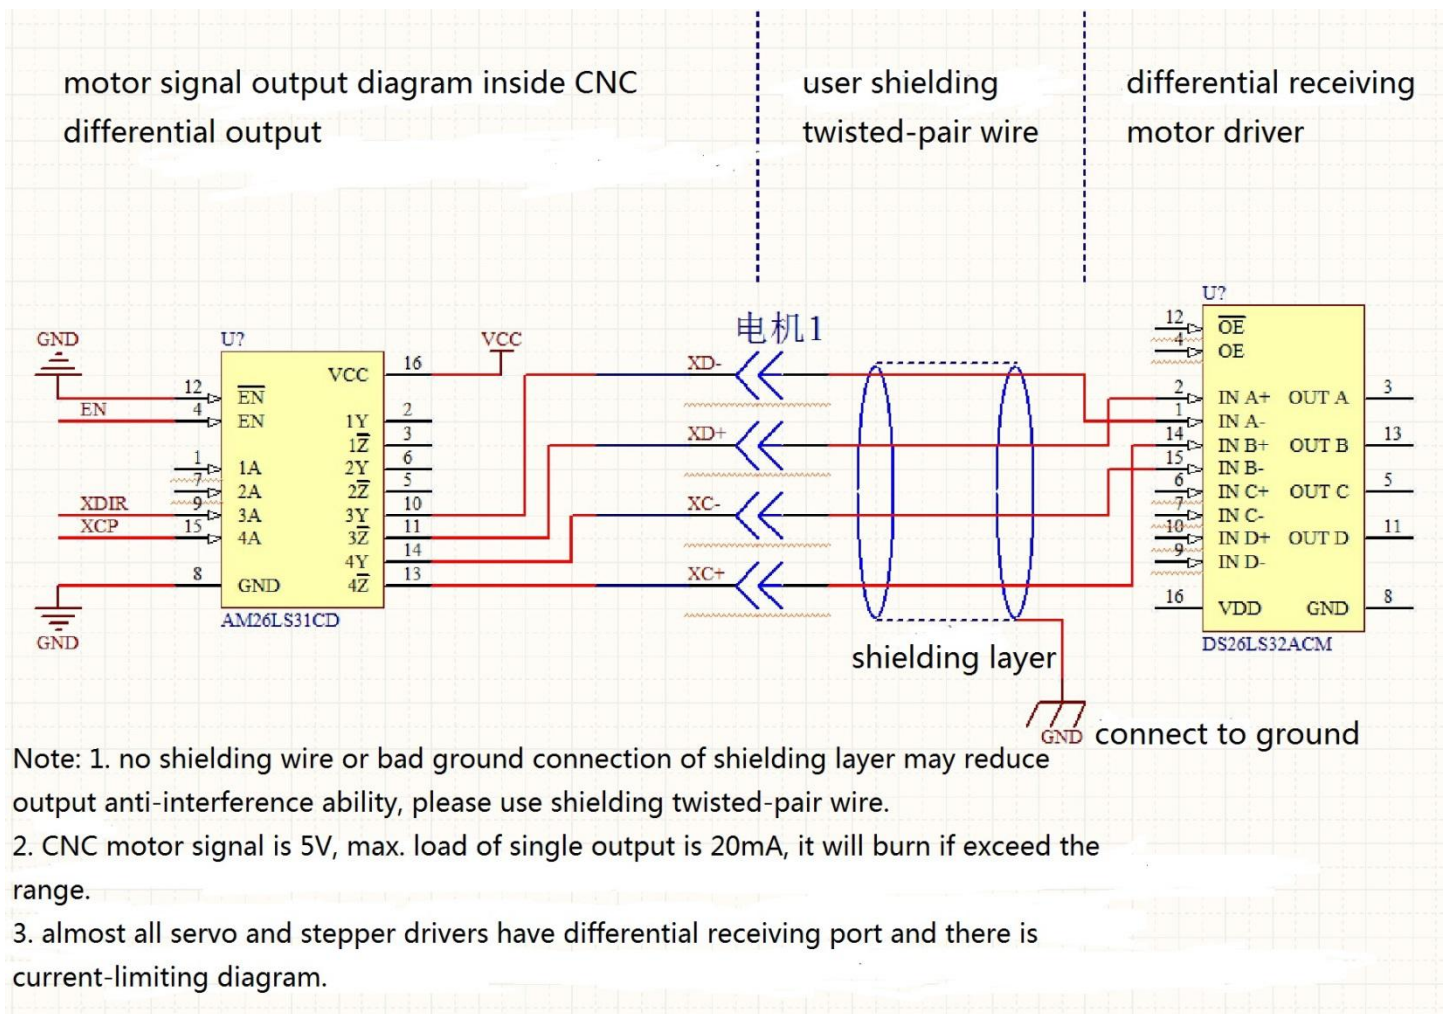 motor signal output diagram inside CNC
differential output
user shielding
twisted-pair wire
differential receiving
motor driver
电机1
GND
U?
VCC
12
EN
4
EN
EN
1
1A
7
2A
XDIR
9
3A
XCP
15
4A
8
GND
GND
VCC
16
1Y
2
1Z
3
2Y
6
2Z
5
3Y
10
3Z
11
4Y
14
4Z
13
AM26LS31CD
XD-
XD+
XC-
XC+
shielding layer
GND
connect to ground
U?
12
OE
4
OE
2
IN A+
OUT A
3
1
IN A-
14
IN B+
OUT B
13
15
IN B-
6
IN C+
OUT C
5
7
IN C-
10
IN D+
OUT D
11
9
IN D-
16
VDD
GND
8
DS26LS32ACM
Note: 1. no shielding wire or bad ground connection of shielding layer may reduce
output anti-interference ability, please use shielding twisted-pair wire.
2. CNC motor signal is 5V, max. load of single output is 20mA, it will burn if exceed the
range.
3. almost all servo and stepper drivers have differential receiving port and there is
current-limiting diagram.